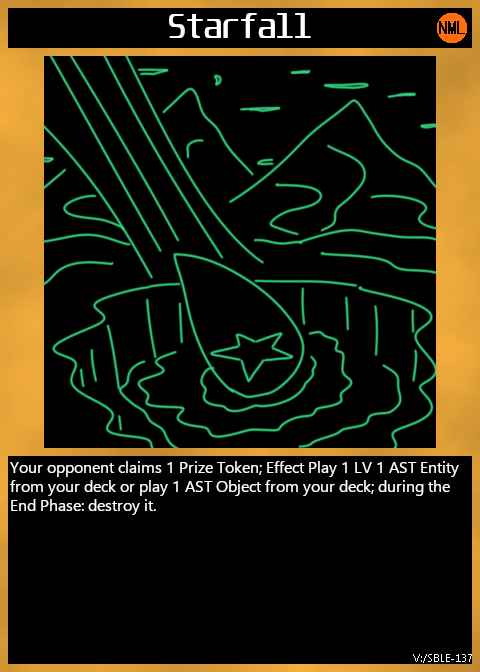 Starfall
NML
Your opponent claims 1 Prize Token; Effect Play 1 LV 1 AST Entity
from your deck or play 1 AST Object from your deck; during the
End Phase: destroy it.
V:/SBLE-137